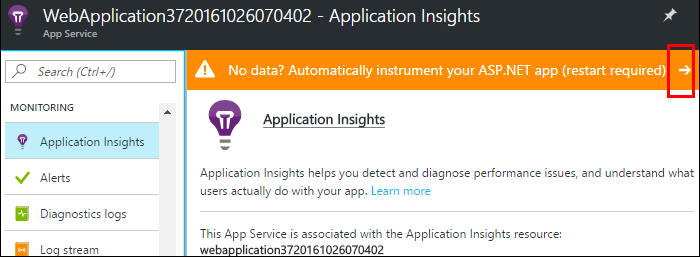 WebApplication3720161026070402 - Application Insights
App Service
Search (Ctrl+/)
No data? Automatically instrument your ASP.NET app (restart required)
MONITORING
Application Insights
Alerts
Diagnostics logs
Log stream
Application Insights
Application Insights helps you detect and diagnose performance issues, and understand what
users actually do with your app. Learn more
This App Service is associated with the Application Insights resource:
webapplication3720161026070402